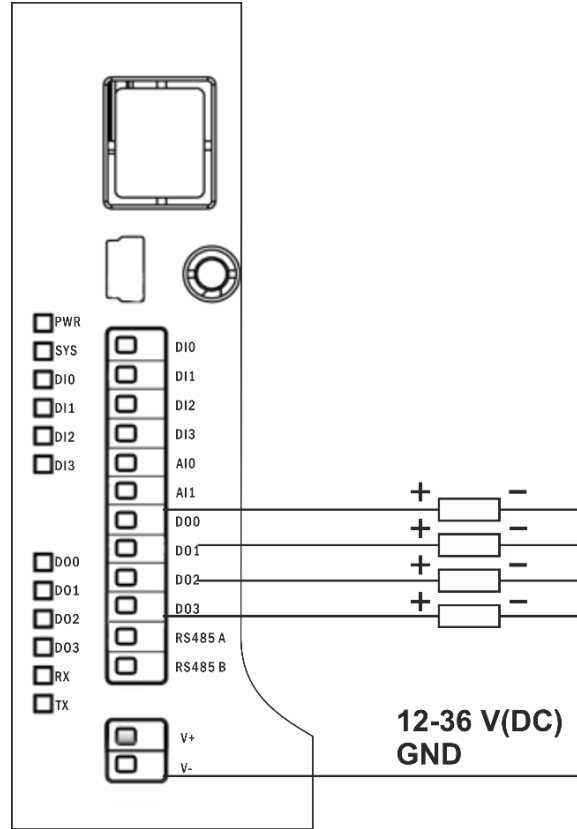 PWR
SYS
DI0
DI1
DI2
DI3
DO0
DO1
DO2
DO3
RX
TX
DI0
DI1
DI2
DI3
AI0
AI1
DO0
DO1
DO2
DO3
RS485 A
RS485 B
V+
V-
+ −
+ −
+ −
+ −
12-36 V(DC)
GND